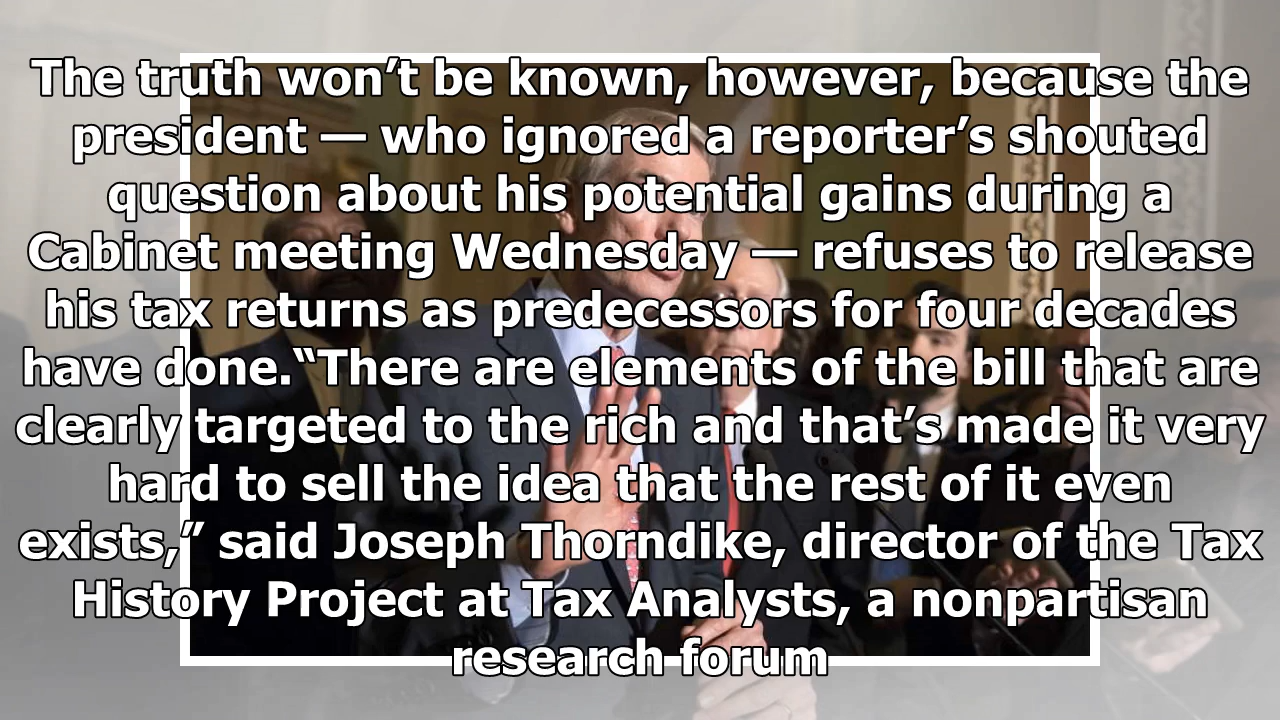 The truth won’t be known, however, because the
president — who ignored a reporter’s shouted
question about his potential gains during a
Cabinet meeting Wednesday — refuses to release
his tax returns as predecessors for four decades
have done.“There are elements of the bill that are
clearly targeted to the rich and that’s made it very
hard to sell the idea that the rest of it even
exists,” said Joseph Thorndike, director of the Tax
History Project at Tax Analysts, a nonpartisan
research forum